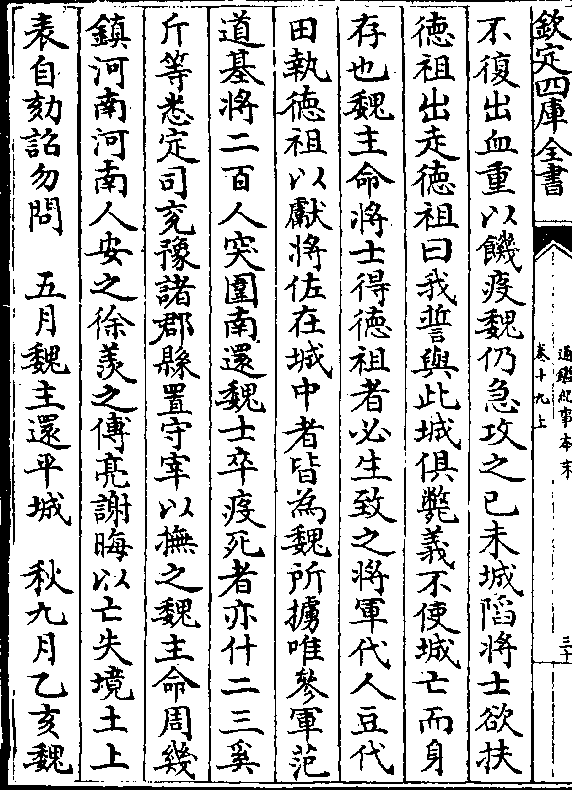 欽定四庫全書
通鑑紀事本末
卷十九上
三十
不復出血重以饑疫魏仍急攻之已未城陷將士欲扶
德祖出走德祖曰我誓與此城俱斃義不使城亡而身
存也魏主命將士得德祖者必生致之將軍代人豆代
田執德祖以獻將佐在城中者皆為魏所擄唯參軍范
道基將二百人突圍南還魏士卒疫死者亦什二三奚
斤等悉定司兖豫諸郡縣置守宰以撫之魏主命周幾
鎮河南河南人安之徐羨之傅亮謝晦以亡失境土上
表自劾詔勿問　五月魏主還平城　秋九月乙亥魏